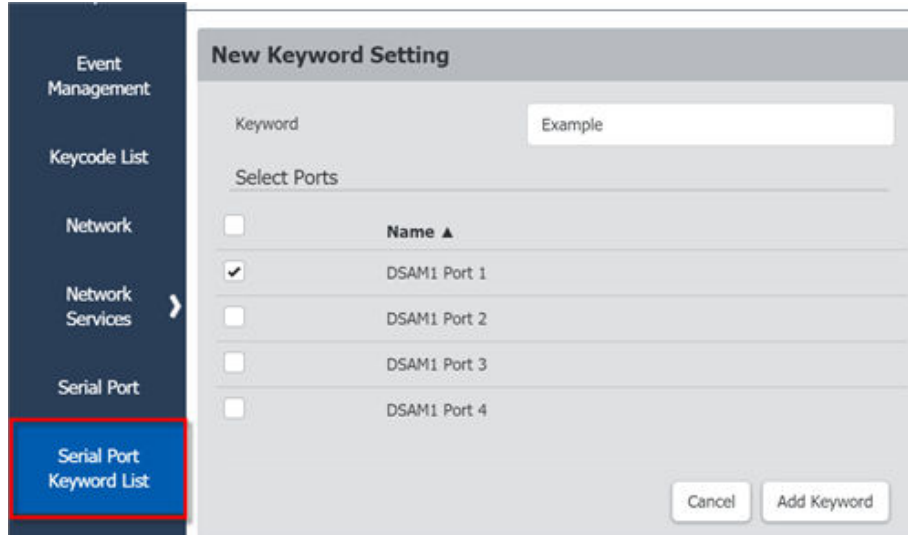 Event
Management
Keycode List
Network
Network
Services
Serial Port
Serial Port
Keyword List
New Keyword Setting
Keyword
Example
Select Ports
Name ▲
DSAM1 Port 1
DSAM1 Port 2
DSAM1 Port 3
DSAM1 Port 4
Cancel
Add Keyword